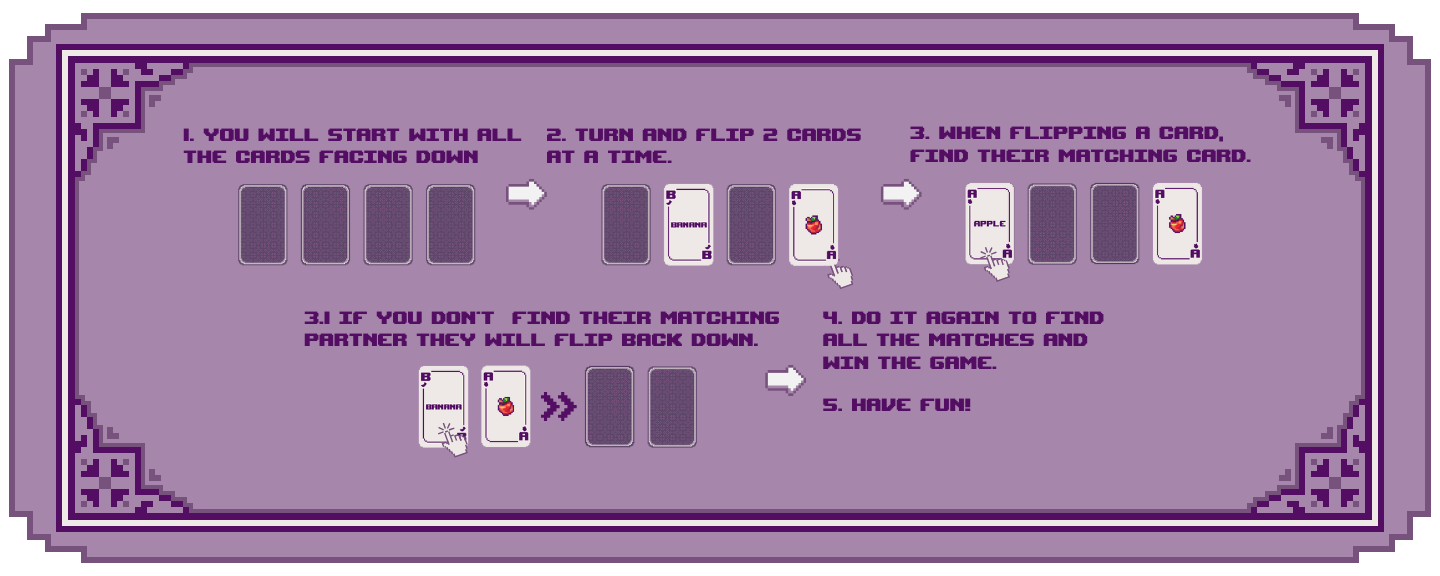 1. YOU WILL START WITH ALL
THE CARDS FACING DOWN
2. TURN AND FLIP 2 CARDS
AT A TIME.
B
BANANA
B
A
A
3. WHEN FLIPPING A CARD,
FIND THEIR MATCHING CARD.
A
APPLE
A
A
A
3.1 IF YOU DON'T FIND THEIR MATCHING
PARTNER THEY WILL FLIP BACK DOWN.
B
BANANA
B
A
A
4. DO IT AGAIN TO FIND
ALL THE MATCHES AND
WIN THE GAME.
5. HAVE FUN!